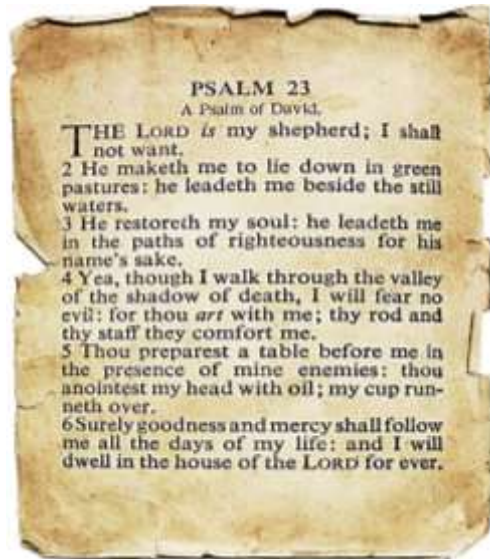 PSALM 23
A Psalm of David.
THE LORD is my shepherd; I shall
not want.
2 He maketh me to lie down in green
pastures: he leadeth me beside the still
waters.
3 He restoreth my soul: he leadeth me
in the paths of righteousness for his
name's sake.
4 Yea, though I walk through the valley
of the shadow of death, I will fear no
evil: for thou art with me; thy rod and
thy staff they comfort me.
5 Thou preparest a table before me in
the presence of mine enemies: thou
anointest my head with oil; my cup run-
neth over.
6 Surely goodness and mercy shall follow
me all the days of my life: and I will
dwell in the house of the LORD for ever.